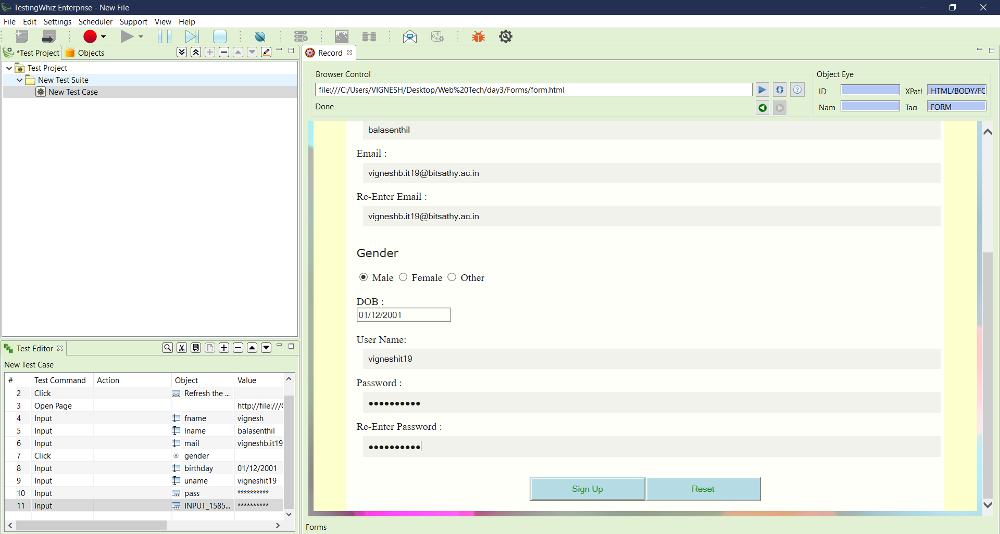 TestingWhiz Enterprise - New File
File Edit Settings Scheduler Support View Help
*Test Project Objects
Test Project
New Test Suite
New Test Case
Record
Browser Control
file:///C:/Users/VIGNESH/Desktop/Web%20Tech/day3/Forms/form.html
Done
Object Eye
ID XPath HTML/BODY/FC
Nam Tag FORM
balasenthil
Email :
vigneshb.it19@bitsathy.ac.in
Re-Enter Email :
vigneshb.it19@bitsathy.ac.in
Gender
Male Female Other
DOB :
01/12/2001
User Name:
vigneshit19
Password :
●●●●●●●●●●
Re-Enter Password :
●●●●●●●●●●
Sign Up Reset
Forms
Test Editor
New Test Case
# Test Command Action Object Value
2 Click Refresh the ...
3 Open Page http://file:///C
4 Input fname vignesh
5 Input lname balasenthil
6 Input mail vigneshb.it19
7 Click gender
8 Input birthday 01/12/2001
9 Input uname vigneshit19
10 Input pass **********
11 Input INPUT_1585... **********